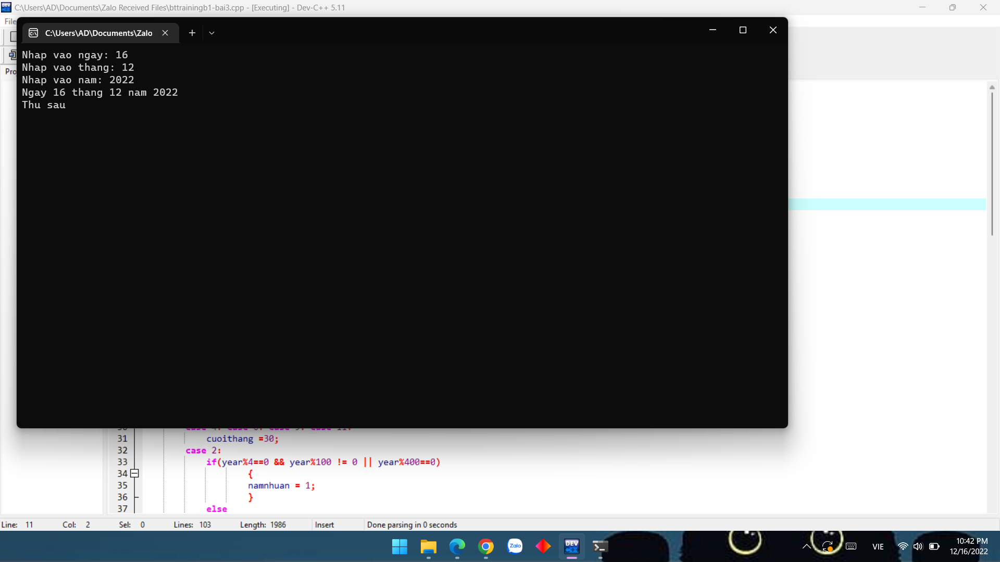 C:\Users\AD\Documents\Zalo Received Files\bttrainingb1-bai3.cpp - [Executing] - Dev-C++ 5.11
File
C:\Users\AD\Documents\Zalo
Nhap vao ngay: 16
Nhap vao thang: 12
Nhap vao nam: 2022
Ngay 16 thang 12 nam 2022
Thu sau
31 cuoithang =30;
32 case 2:
33 if(year%4==0 && year%100 != 0 || year%400==0)
34 {
35 namnhuan = 1;
36 }
37 else
Line: 11 Col: 2 Sel: 0 Lines: 103 Length: 1986 Insert Done parsing in 0 seconds
Zalo
DEV C++
VIE
10:42 PM
12/16/2022